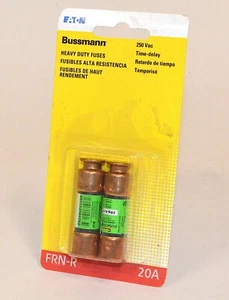 EATON
Bussmann
HEAVY DUTY FUSES
FUSIBLES ALTA RESISTENCIA
FUSIBLES DE HAUT
RENDEMENT
250 Vac
Time-delay
Retardo de tiempo
Temporisé
FRN-R
20A